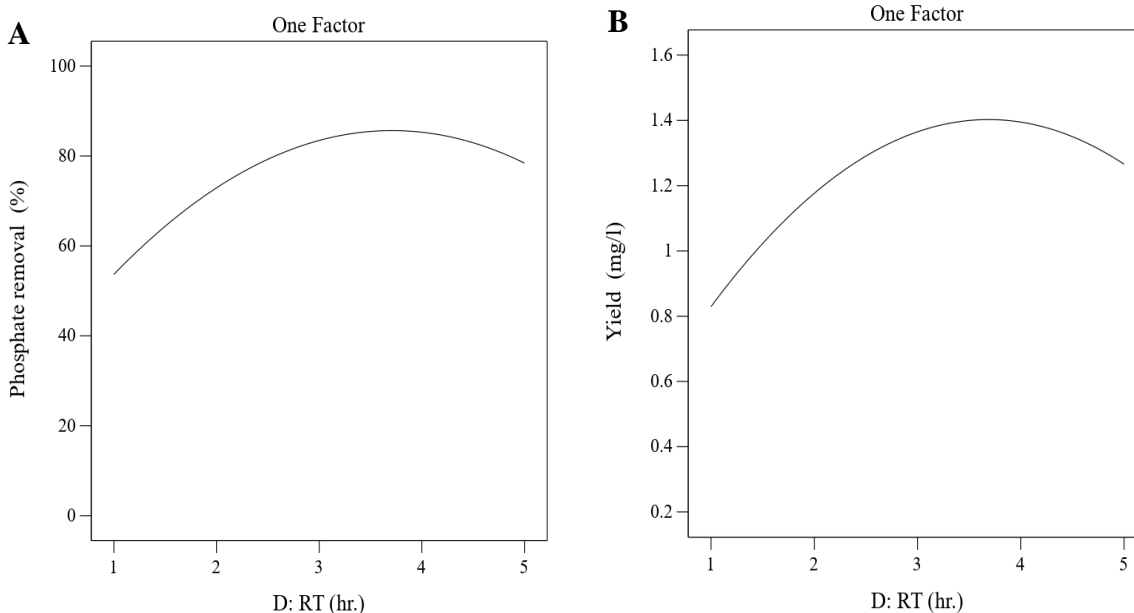 A
One Factor
100
80
60
40
20
0
Phosphate removal (%)
1 2 3 4 5
D: RT (hr.)
B
One Factor
1.6
1.4
1.2
1
0.8
0.6
0.4
0.2
Yield (mg/l)
1 2 3 4 5
D: RT (hr.)